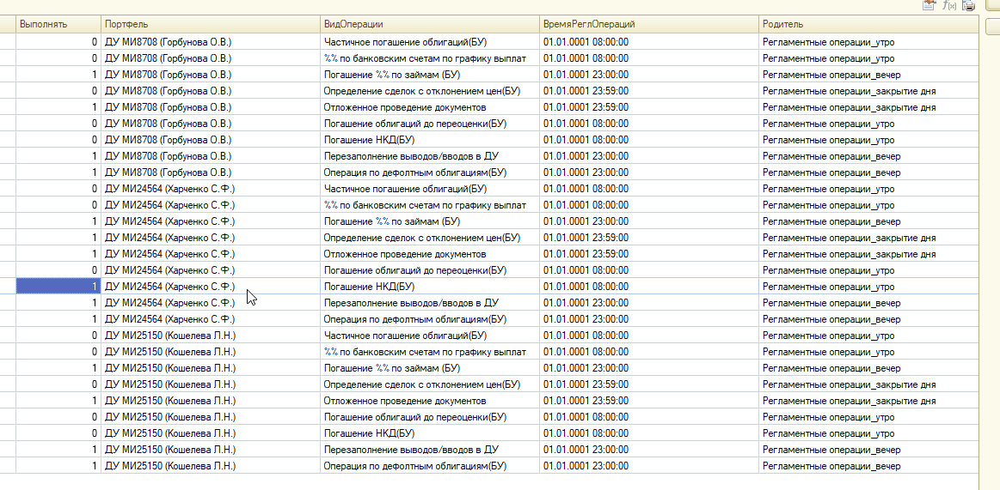 Выполнять Портфель ВидОперации ВремяРеглОпераций Родитель
0 ДУ МИ8708 (Горбунова О.В.) Частичное погашение облигаций(БУ) 01.01.0001 08:00:00 Регламентные операции_утро
0 ДУ МИ8708 (Горбунова О.В.) %% по банковским счетам по графику выплат 01.01.0001 08:00:00 Регламентные операции_утро
1 ДУ МИ8708 (Горбунова О.В.) Погашение %% по займам (БУ) 01.01.0001 23:00:00 Регламентные операции_вечер
0 ДУ МИ8708 (Горбунова О.В.) Определение сделок с отклонением цен(БУ) 01.01.0001 23:59:00 Регламентные операции_закрытие дня
1 ДУ МИ8708 (Горбунова О.В.) Отложенное проведение документов 01.01.0001 23:59:00 Регламентные операции_закрытие дня
0 ДУ МИ8708 (Горбунова О.В.) Погашение облигаций до переоценки(БУ) 01.01.0001 08:00:00 Регламентные операции_утро
0 ДУ МИ8708 (Горбунова О.В.) Погашение НКД(БУ) 01.01.0001 08:00:00 Регламентные операции_утро
1 ДУ МИ8708 (Горбунова О.В.) Перезаполнение выводов/вводов в ДУ 01.01.0001 23:00:00 Регламентные операции_вечер
1 ДУ МИ8708 (Горбунова О.В.) Операция по дефолтным облигациям(БУ) 01.01.0001 23:00:00 Регламентные операции_вечер
0 ДУ МИ24564 (Харченко С.Ф.) Частичное погашение облигаций(БУ) 01.01.0001 08:00:00 Регламентные операции_утро
0 ДУ МИ24564 (Харченко С.Ф.) %% по банковским счетам по графику выплат 01.01.0001 08:00:00 Регламентные операции_утро
1 ДУ МИ24564 (Харченко С.Ф.) Погашение %% по займам (БУ) 01.01.0001 23:00:00 Регламентные операции_вечер
1 ДУ МИ24564 (Харченко С.Ф.) Определение сделок с отклонением цен(БУ) 01.01.0001 23:59:00 Регламентные операции_закрытие дня
1 ДУ МИ24564 (Харченко С.Ф.) Отложенное проведение документов 01.01.0001 23:59:00 Регламентные операции_закрытие дня
0 ДУ МИ24564 (Харченко С.Ф.) Погашение облигаций до переоценки(БУ) 01.01.0001 08:00:00 Регламентные операции_утро
1 ДУ МИ24564 (Харченко С.Ф.) Погашение НКД(БУ) 01.01.0001 08:00:00 Регламентные операции_утро
1 ДУ МИ24564 (Харченко С.Ф.) Перезаполнение выводов/вводов в ДУ 01.01.0001 23:00:00 Регламентные операции_вечер
1 ДУ МИ24564 (Харченко С.Ф.) Операция по дефолтным облигациям(БУ) 01.01.0001 23:00:00 Регламентные операции_вечер
0 ДУ МИ25150 (Кошелева Л.Н.) Частичное погашение облигаций(БУ) 01.01.0001 08:00:00 Регламентные операции_утро
0 ДУ МИ25150 (Кошелева Л.Н.) %% по банковским счетам по графику выплат 01.01.0001 08:00:00 Регламентные операции_утро
1 ДУ МИ25150 (Кошелева Л.Н.) Погашение %% по займам (БУ) 01.01.0001 23:00:00 Регламентные операции_вечер
0 ДУ МИ25150 (Кошелева Л.Н.) Определение сделок с отклонением цен(БУ) 01.01.0001 23:59:00 Регламентные операции_закрытие дня
1 ДУ МИ25150 (Кошелева Л.Н.) Отложенное проведение документов 01.01.0001 23:59:00 Регламентные операции_закрытие дня
0 ДУ МИ25150 (Кошелева Л.Н.) Погашение облигаций до переоценки(БУ) 01.01.0001 08:00:00 Регламентные операции_утро
0 ДУ МИ25150 (Кошелева Л.Н.) Погашение НКД(БУ) 01.01.0001 08:00:00 Регламентные операции_утро
1 ДУ МИ25150 (Кошелева Л.Н.) Перезаполнение выводов/вводов в ДУ 01.01.0001 23:00:00 Регламентные операции_вечер
1 ДУ МИ25150 (Кошелева Л.Н.) Операция по дефолтным облигациям(БУ) 01.01.0001 23:00:00 Регламентные операции_вечер